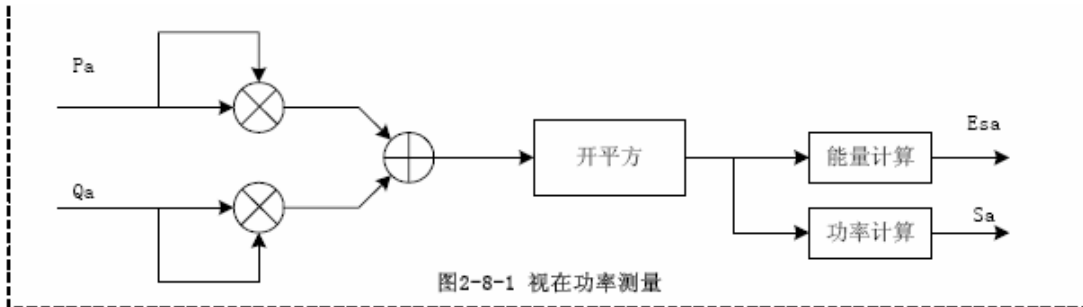 Pa
Qa
开平方
能量计算
Esa
功率计算
Sa
图2-8-1 视在功率测量